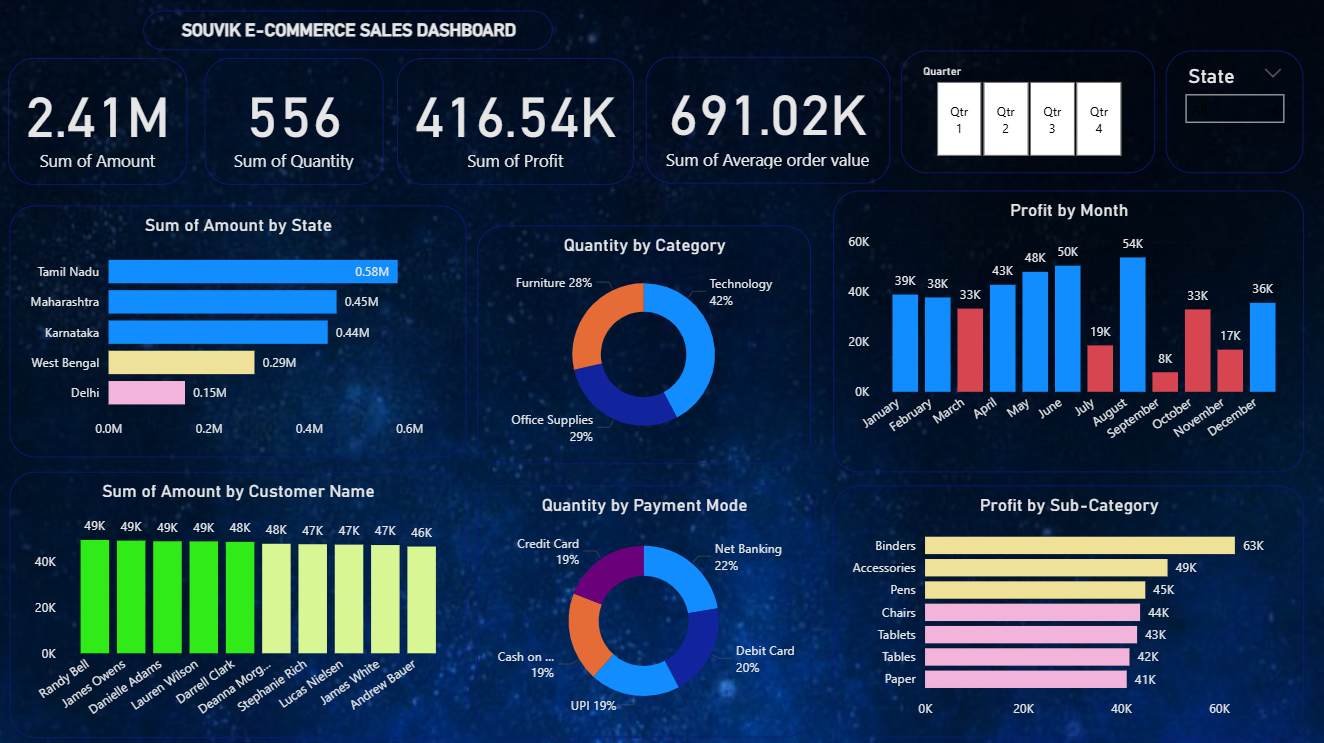 SOUVIK E-COMMERCE SALES DASHBOARD
2.41M
Sum of Amount
556
Sum of Quantity
416.54K
Sum of Profit
691.02K
Sum of Average order value
Quarter
Qtr
1
Qtr
2
Qtr
3
Qtr
4
State
Sum of Amount by State
Tamil Nadu
0.58M
Maharashtra
0.45M
Karnataka
0.44M
West Bengal
0.29M
Delhi
0.15M
0.0M
0.2M
0.4M
0.6M
Quantity by Category
Furniture 28%
Technology
42%
Office Supplies
29%
Profit by Month
60K
40K
20K
0K
39K
38K
33K
43K
48K
50K
19K
54K
8K
33K
17K
36K
January
February
March
April
May
June
July
August
September
October
November
December
Sum of Amount by Customer Name
40K
20K
0K
49K
49K
49K
49K
48K
48K
47K
47K
47K
46K
Randy Bell
James Owens
Danielle Adams
Lauren Wilson
Darrell Clark
Deanna Morg...
Stephanie Rich
Lucas Nielsen
James White
Andrew Bauer
Quantity by Payment Mode
Credit Card
19%
Net Banking
22%
Cash on ...
19%
Debit Card
20%
UPI 19%
Profit by Sub-Category
Binders
63K
Accessories
49K
Pens
45K
Chairs
44K
Tablets
43K
Tables
42K
Paper
41K
0K
20K
40K
60K